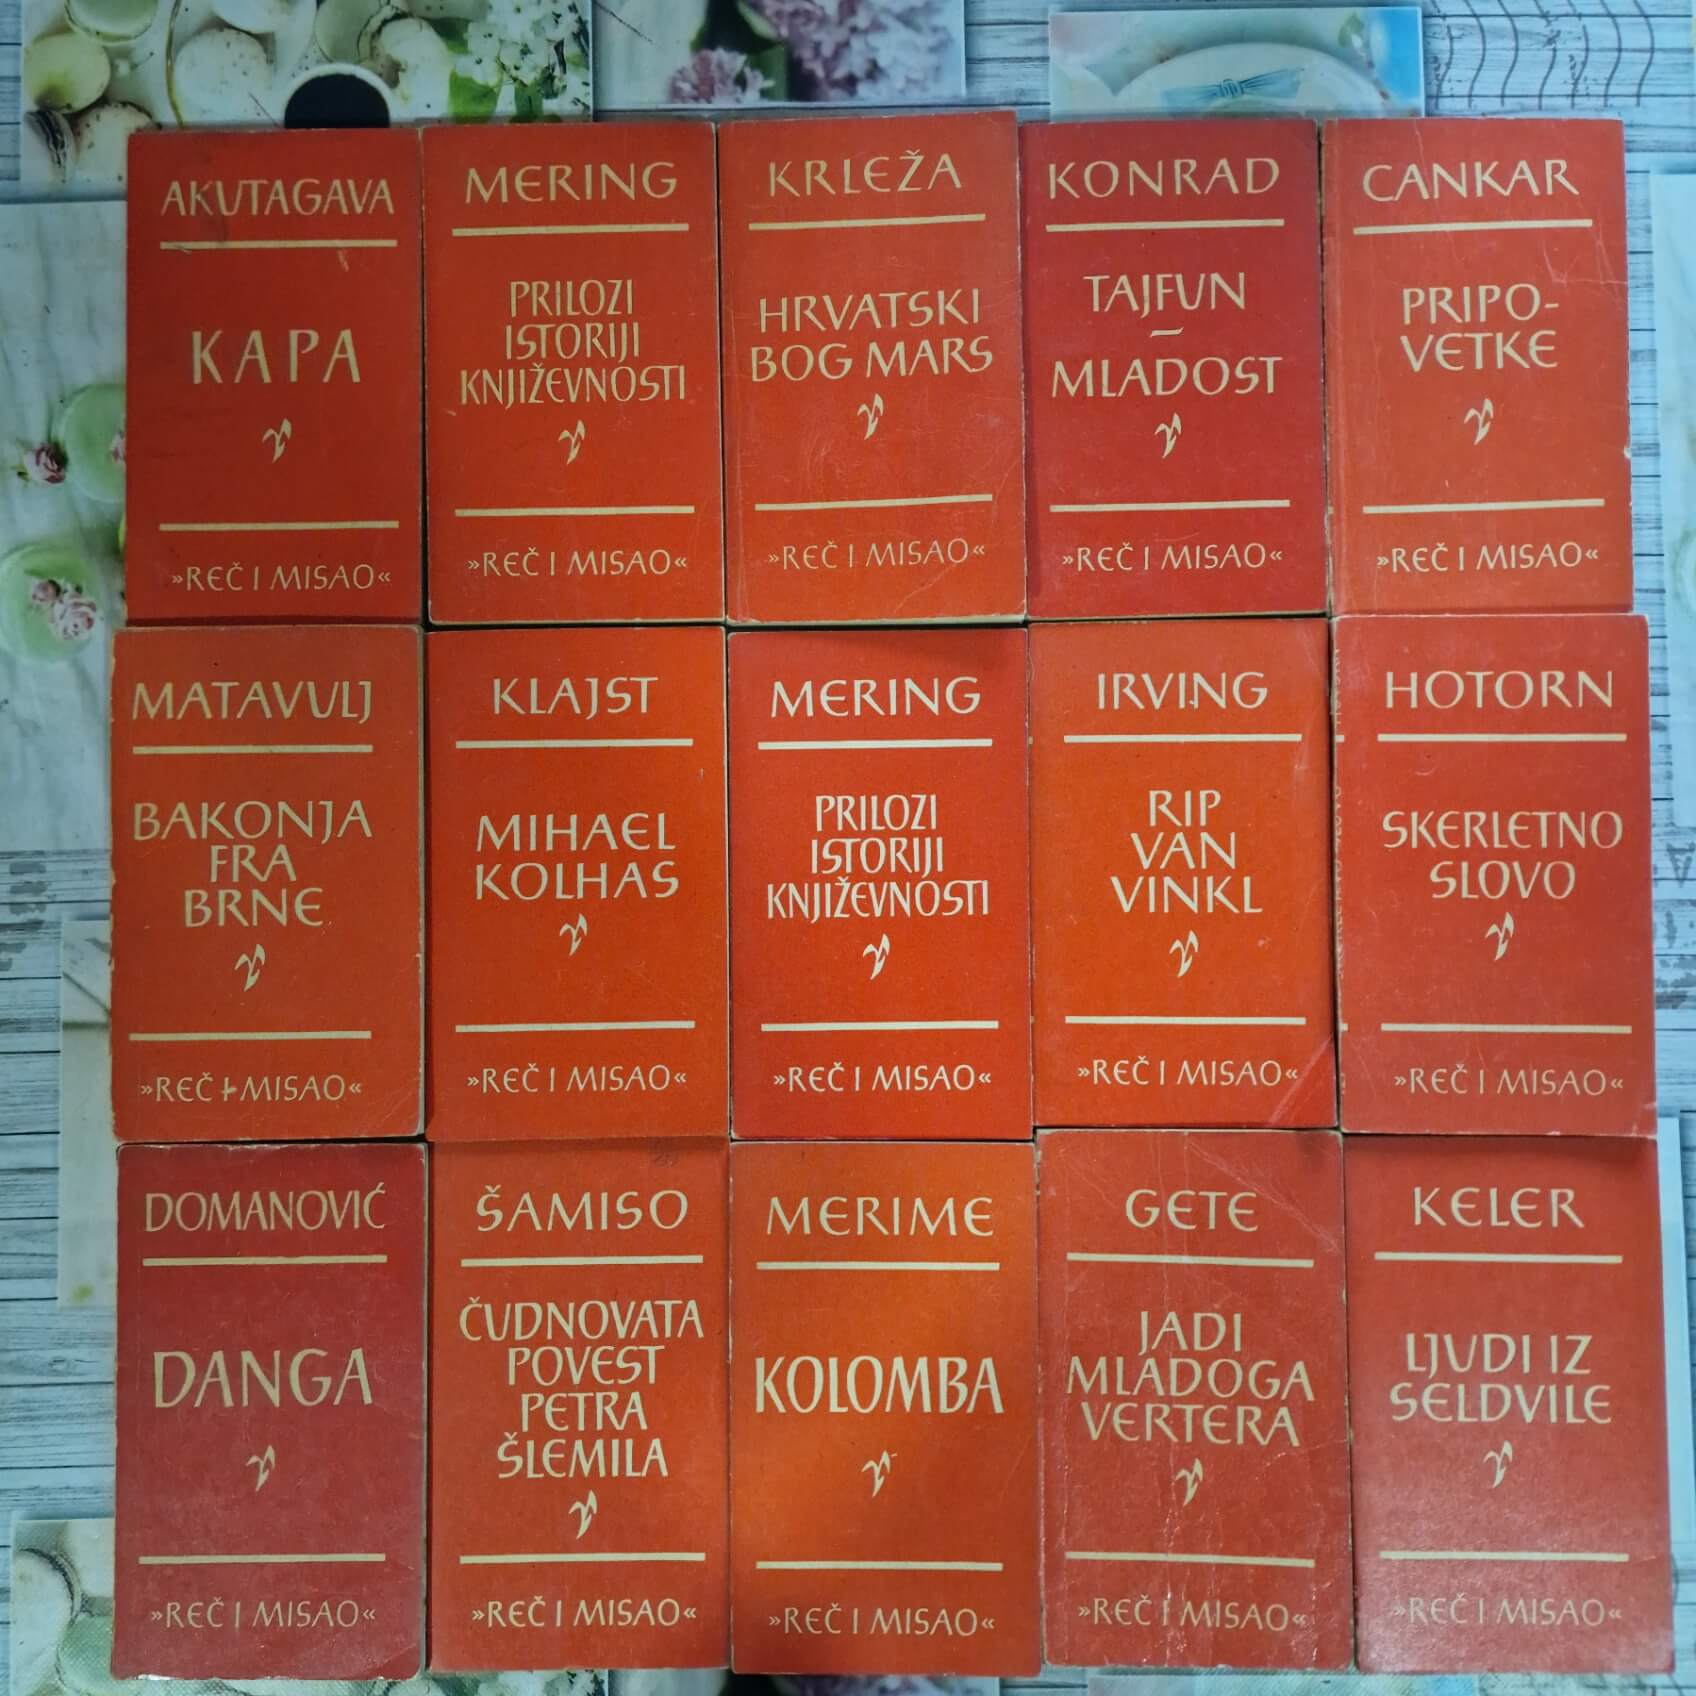 AKUTAGAVA
KAPA
»REČ I MISAO«
MERING
PRILOZI
ISTORIJI
KNJIŽEVNOSTI
»REČ I MISAO«
KRLEŽA
HRVATSKI
BOG MARS
»REČ I MISAO«
KONRAD
TAJFUN
–
MLADOST
»REČ I MISAO«
CANKAR
PRIPO-
VETKE
»REČ I MISAO«
MATAVULJ
BAKONJA
FRA
BRNE
»REČ I MISAO«
KLAJST
MIHAEL
KOLHAS
»REČ I MISAO«
MERING
PRILOZI
ISTORIJI
KNJIŽEVNOSTI
»REČ I MISAO«
IRVING
RIP
VAN
VINKL
»REČ I MISAO«
HOTORN
SKERLETNO
SLOVO
»REČ I MISAO«
DOMANOVIĆ
DANGA
»REČ I MISAO«
ŠAMISO
ČUDNOVATA
POVEST
PETRA
ŠLEMILA
»REČ I MISAO«
MERIME
KOLOMBA
»REČ I MISAO«
GETE
JADI
MLADOGA
VERTERA
»REČ I MISAO«
KELER
LJUDI IZ
SELDVILE
»REČ I MISAO«